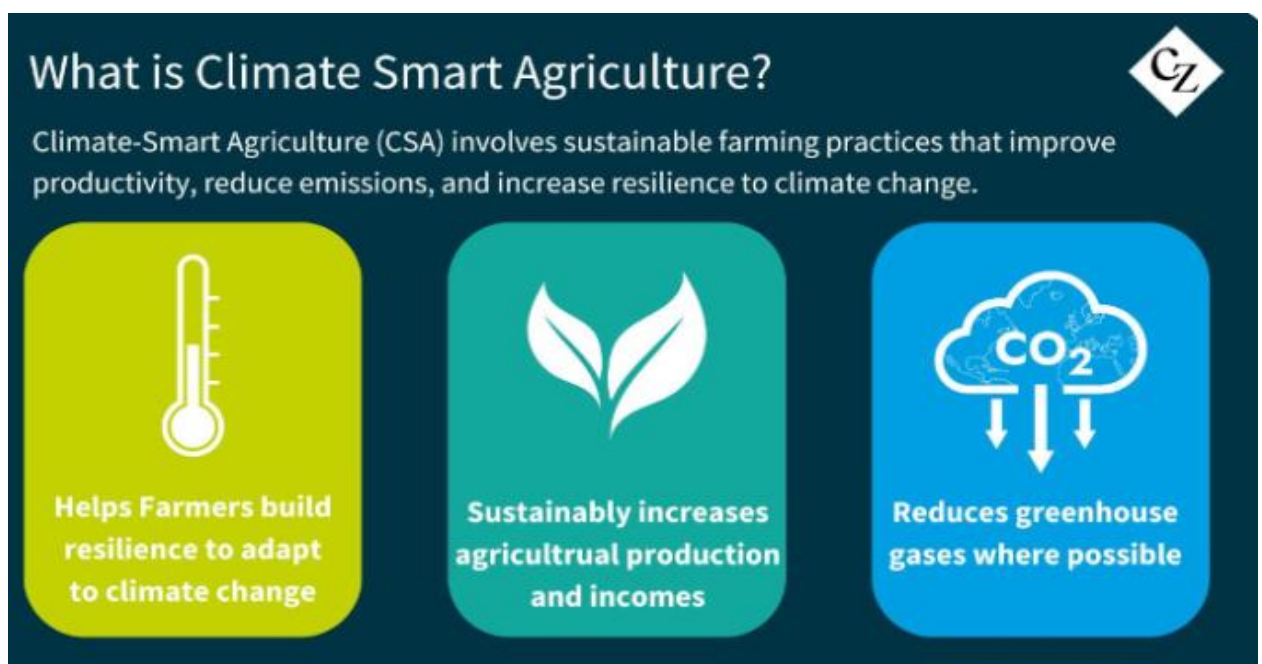 What is Climate Smart Agriculture?
CZ
Climate-Smart Agriculture (CSA) involves sustainable farming practices that improve
productivity, reduce emissions, and increase resilience to climate change.
Helps Farmers build
resilience to adapt
to climate change
Sustainably increases
agricultrual production
and incomes
CO₂
Reduces greenhouse
gases where possible